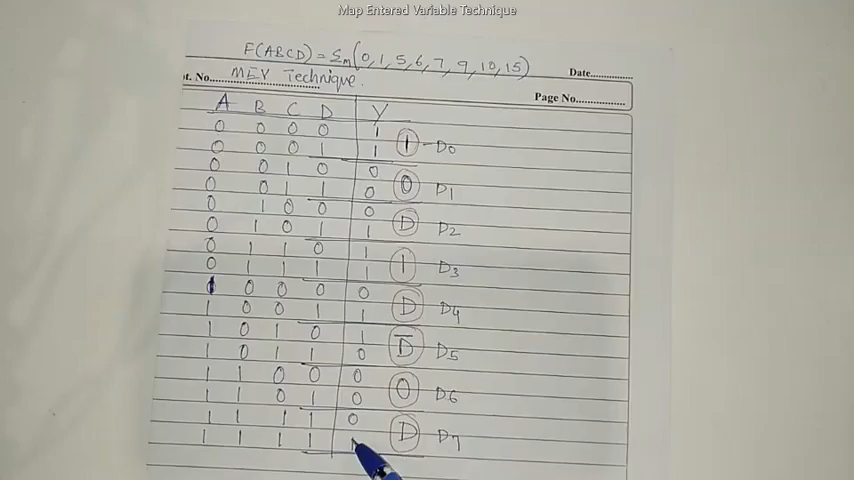 Map Entered Variable Technique
F(ABCD) = Σm(0,1,5,6,7,9,10,15)
Date..................
pt. No. MEV Technique.
Page No..................
A B C D Y
0 0 0 0 1
0 0 0 1 1 1 - D0
0 0 1 0 0
0 0 1 1 0 0 D1
0 1 0 0 0
0 1 0 1 1 D D2
0 1 1 0 1
0 1 1 1 1 1 D3
1 0 0 0 0
1 0 0 1 1 D D4
1 0 1 0 1
1 0 1 1 0 D̅ D5
1 1 0 0 0
1 1 0 1 0 0 D6
1 1 1 1 0
1 1 1 1 D D7